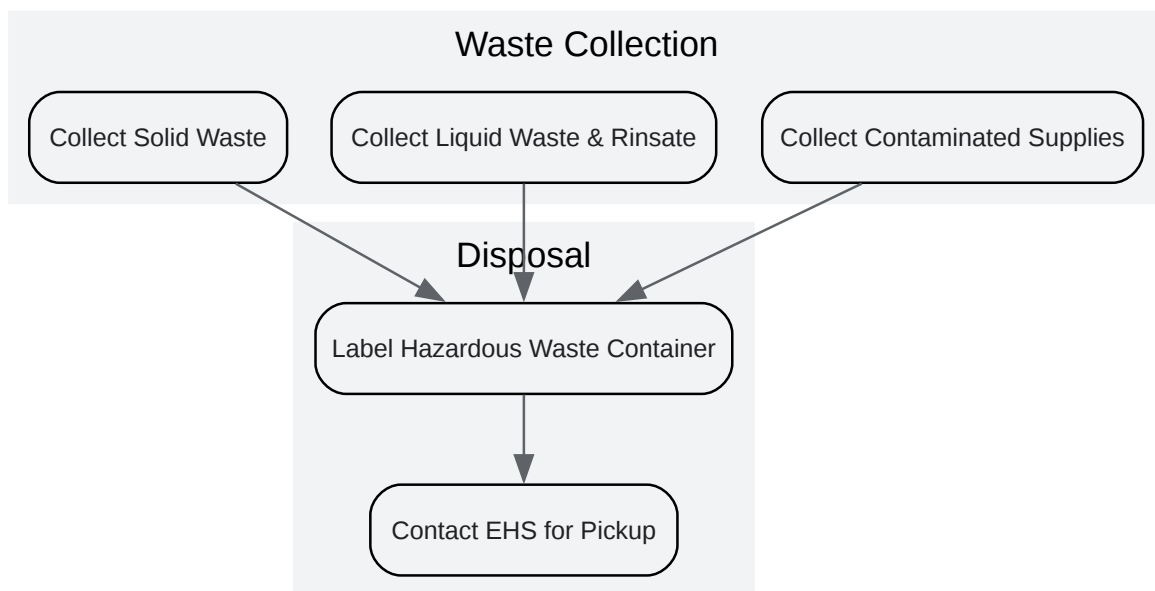 Waste Collection
Collect Solid Waste
Collect Liquid Waste & Rinsate
Collect Contaminated Supplies
Disposal
Label Hazardous Waste Container
Contact EHS for Pickup